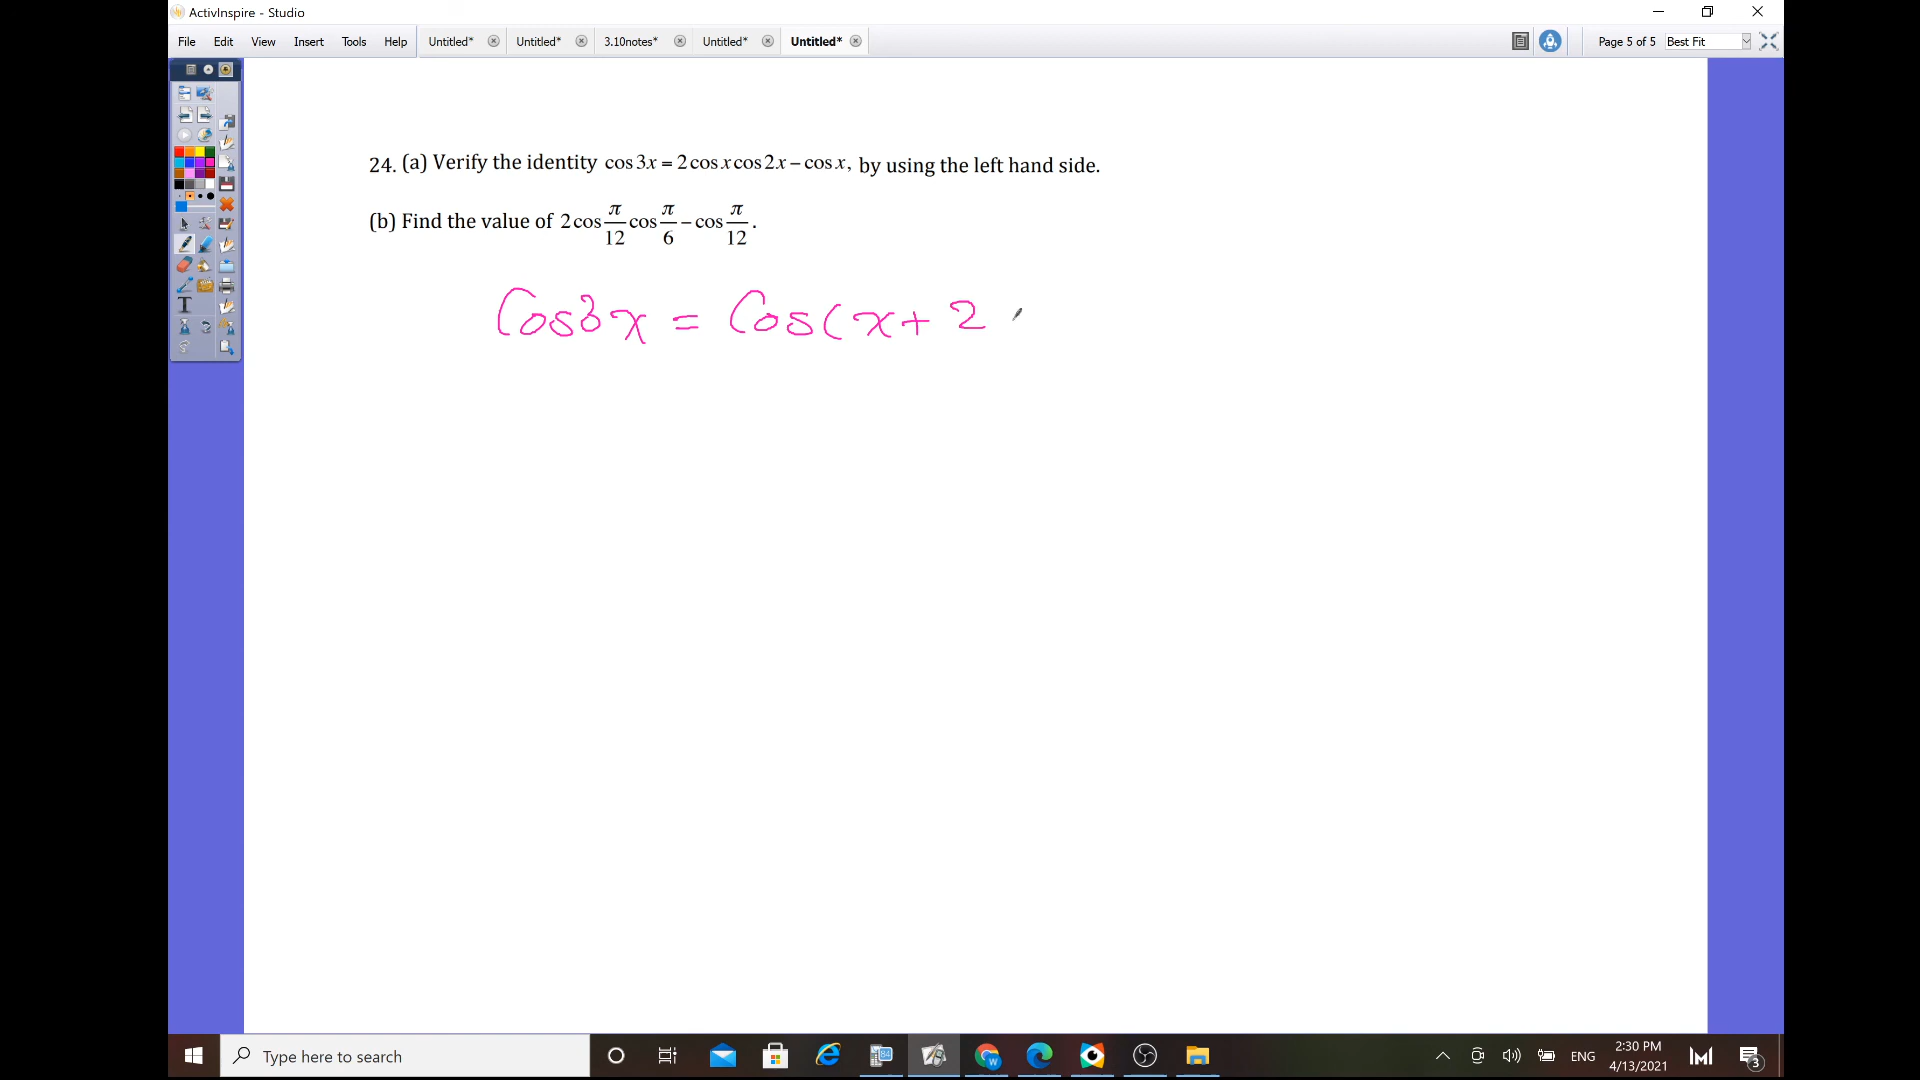 ActivInspire - Studio
File Edit View Insert Tools Help Untitled* Untitled* 3.10notes* Untitled* Untitled* Page 5 of 5 Best Fit
24. (a) Verify the identity cos 3x = 2 cos x cos 2x − cos x, by using the left hand side.
(b) Find the value of 2 cos π/12 cos π/6 − cos π/12 .
Cos3x = Cos(x + 2
Type here to search
ENG
2:30 PM
4/13/2021
3